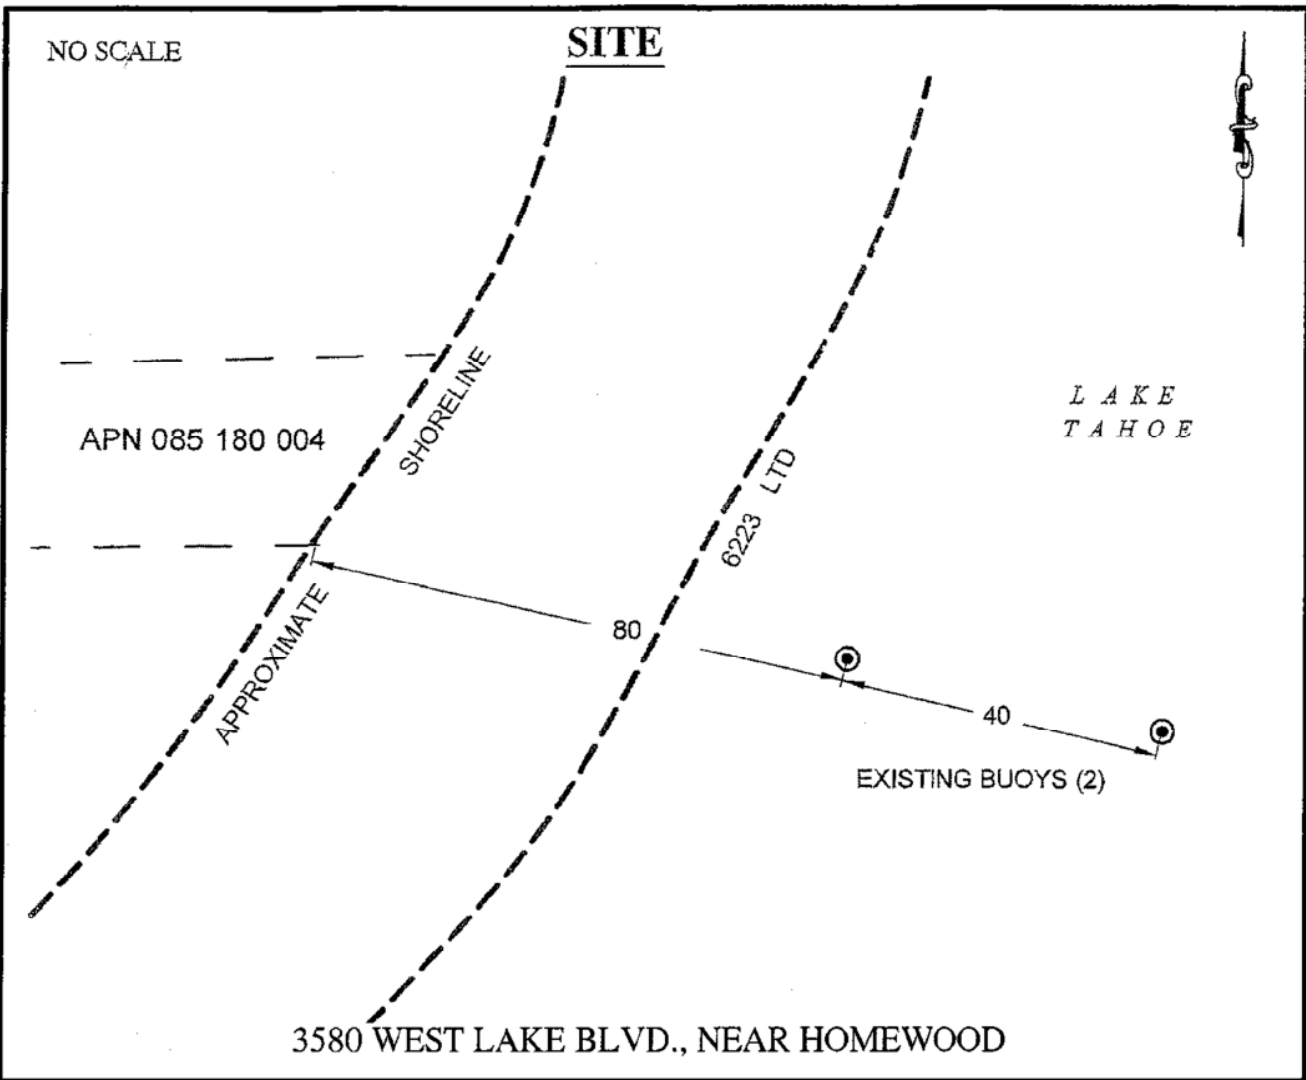 NO SCALE
SITE
LAKE
TAHOE
SHORELINE
APN 085 180 004
6223 LTD
APPROXIMATE
80
40
EXISTING BUOYS (2)
3580 WEST LAKE BLVD., NEAR HOMEWOOD